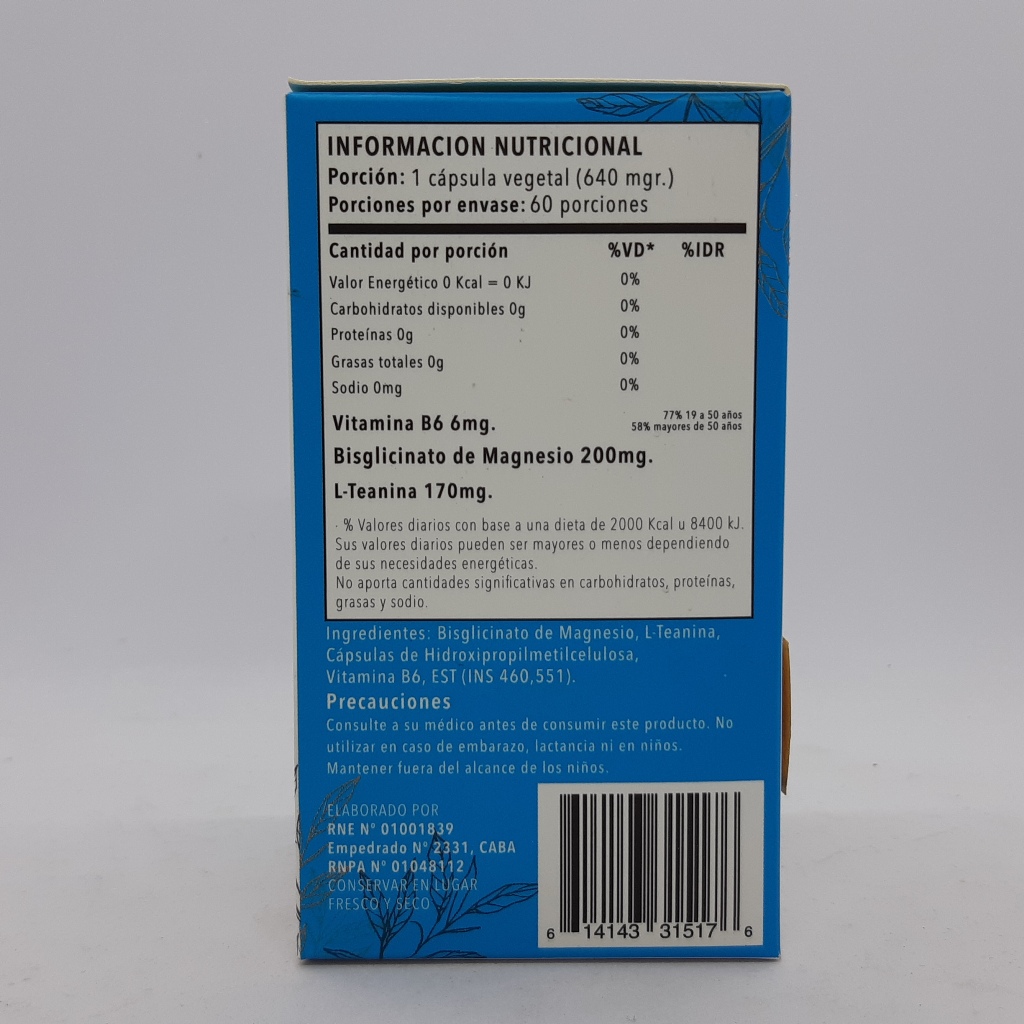 INFORMACION NUTRICIONAL
Porción: 1 cápsula vegetal (640 mgr.)
Porciones por envase: 60 porciones
Cantidad por porción %VD* %IDR
Valor Energético 0 Kcal = 0 KJ 0%
Carbohidratos disponibles 0g 0%
Proteínas 0g 0%
Grasas totales 0g 0%
Sodio 0mg 0%
Vitamina B6 6mg. 77% 19 a 50 años
58% mayores de 50 años
Bisglicinato de Magnesio 200mg.
L-Teanina 170mg.
· % Valores diarios con base a una dieta de 2000 Kcal u 8400 kJ.
Sus valores diarios pueden ser mayores o menos dependiendo
de sus necesidades energéticas.
No aporta cantidades significativas en carbohidratos, proteínas,
grasas y sodio.
Ingredientes: Bisglicinato de Magnesio, L-Teanina,
Cápsulas de Hidroxipropilmetilcelulosa,
Vitamina B6, EST (INS 460,551).
Precauciones
Consulte a su médico antes de consumir este producto. No
utilizar en caso de embarazo, lactancia ni en niños.
Mantener fuera del alcance de los niños.
ELABORADO POR
RNE Nº 01001839
Empedrado Nº 2331, CABA
RNPA Nº 01048112
CONSERVAR EN LUGAR
FRESCO Y SECO
6 14143 31517 6